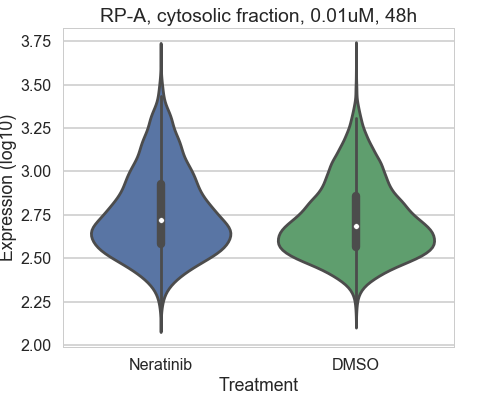 RP-A, cytosolic fraction, 0.01uM, 48h
Expression (log10)
3.75
3.50
3.25
3.00
2.75
2.50
2.25
2.00
Neratinib DMSO
Treatment